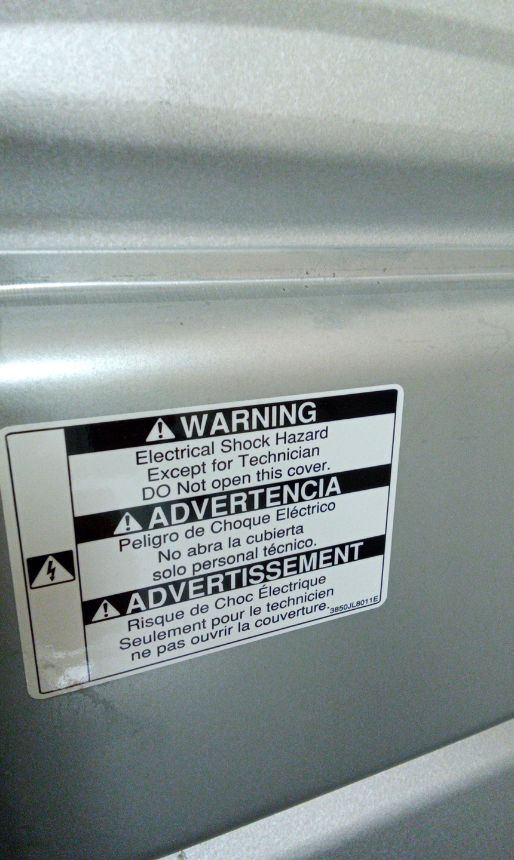 WARNING
Electrical Shock Hazard
Except for Technician
DO Not open this cover.
ADVERTENCIA
Peligro de Choque Eléctrico
No abra la cubierta
solo personal técnico.
ADVERTISSEMENT
Risque de Choc Électrique
Seulement pour le technicien
ne pas ouvrir la couverture.
3850JL8011E